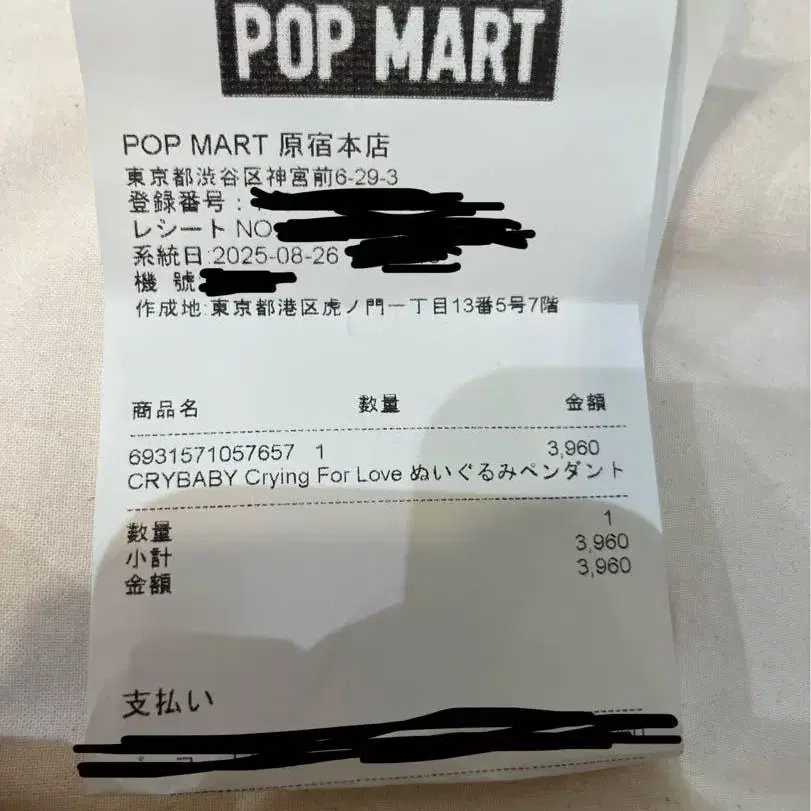 POP MART
POP MART 原宿本店
東京都渋谷区神宮前6-29-3
登録番号:
レシート NO
系統日:2025-08-26
機 號
作成地:東京都港区虎ノ門一丁目13番5号7階
商品名 数量 金額
6931571057657 1 3,960
CRYBABY Crying For Love ぬいぐるみペンダント
数量 1
小計 3,960
金額 3,960
支払い